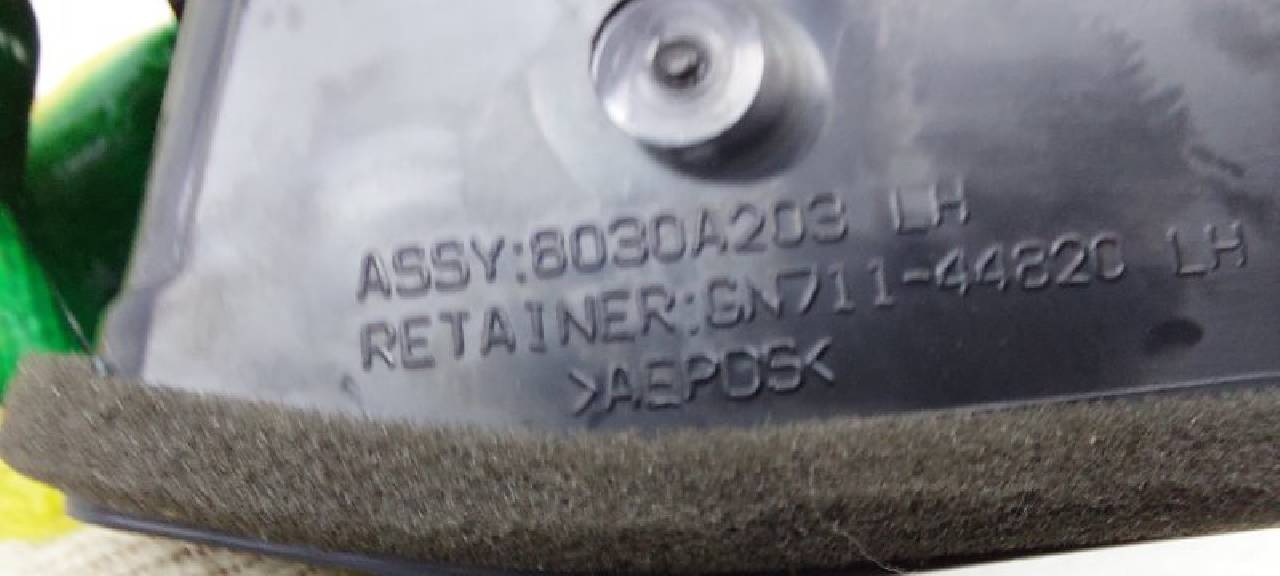 ASSY:8030A203 LH
RETAINER:GN711-44820 LH
>AEPDS<